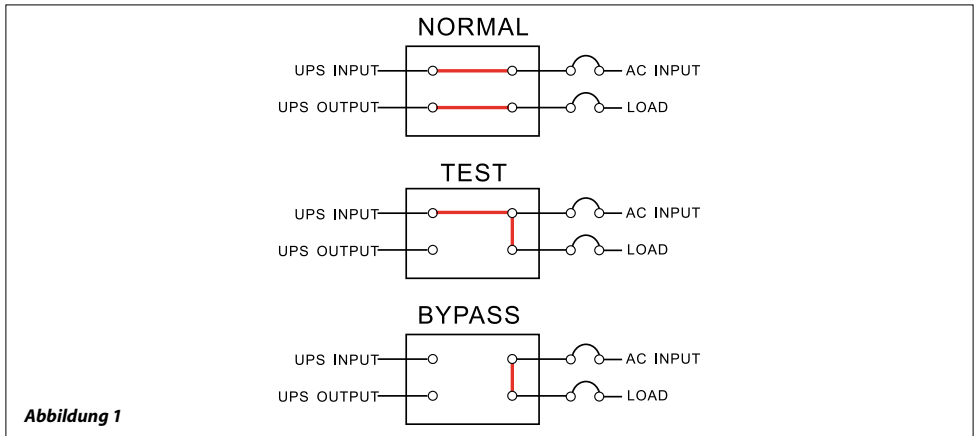 NORMAL
UPS INPUT AC INPUT
UPS OUTPUT LOAD
TEST
UPS INPUT AC INPUT
UPS OUTPUT LOAD
BYPASS
UPS INPUT AC INPUT
UPS OUTPUT LOAD
Abbildung 1